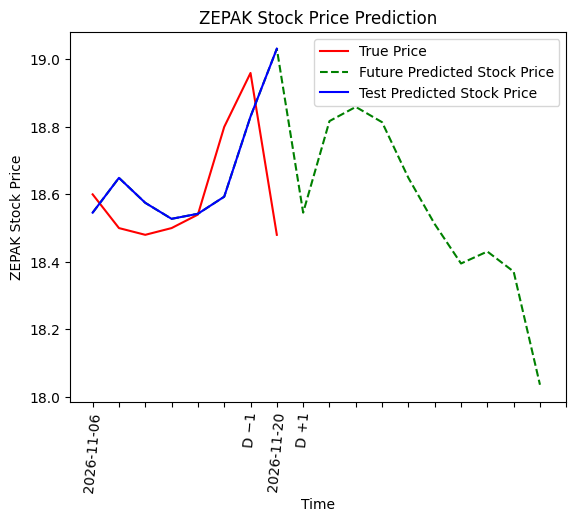 ZEPAK Stock Price Prediction
True Price
Future Predicted Stock Price
Test Predicted Stock Price
ZEPAK Stock Price
19.0
18.8
18.6
18.4
18.2
18.0
2026-11-06
D −1
2026-11-20
D +1
Time